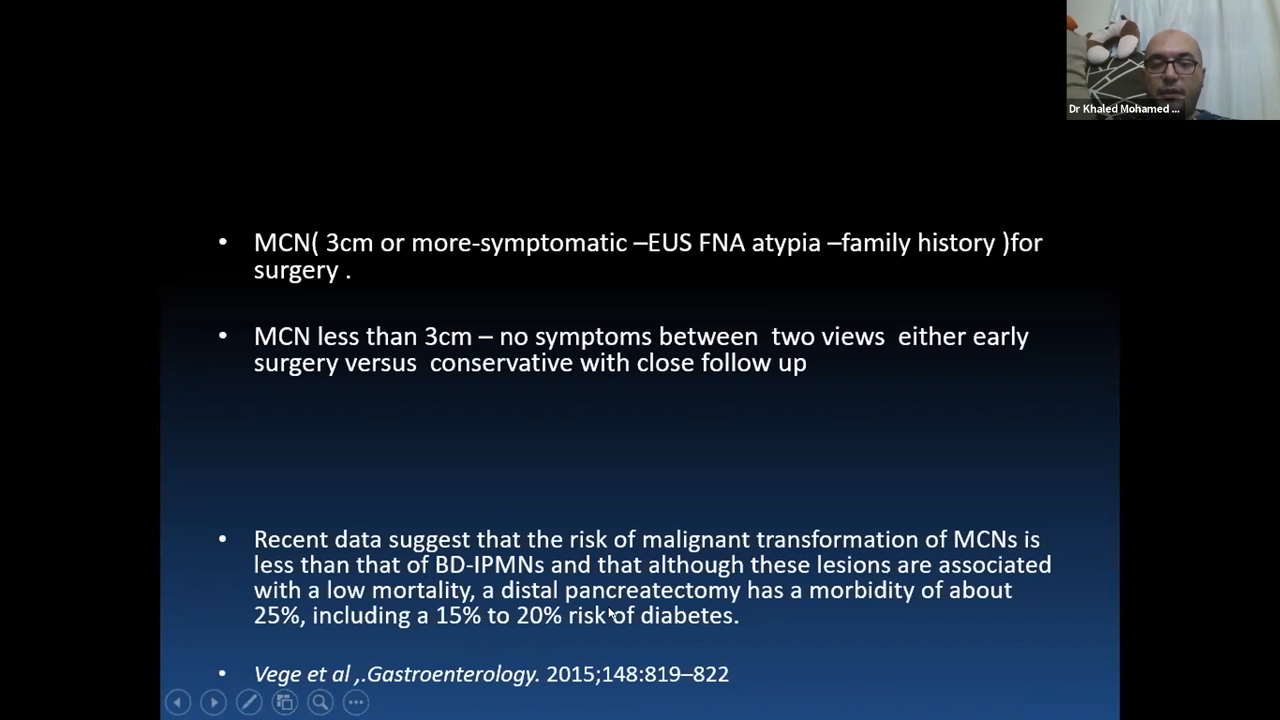 Dr Khaled Mohamed ...
• MCN( 3cm or more-symptomatic –EUS FNA atypia –family history )for
surgery .
• MCN less than 3cm – no symptoms between  two views  either early
surgery versus  conservative with close follow up
• Recent data suggest that the risk of malignant transformation of MCNs is
less than that of BD-IPMNs and that although these lesions are associated
with a low mortality, a distal pancreatectomy has a morbidity of about
25%, including a 15% to 20% risk of diabetes.
• Vege et al ,.Gastroenterology. 2015;148:819–822